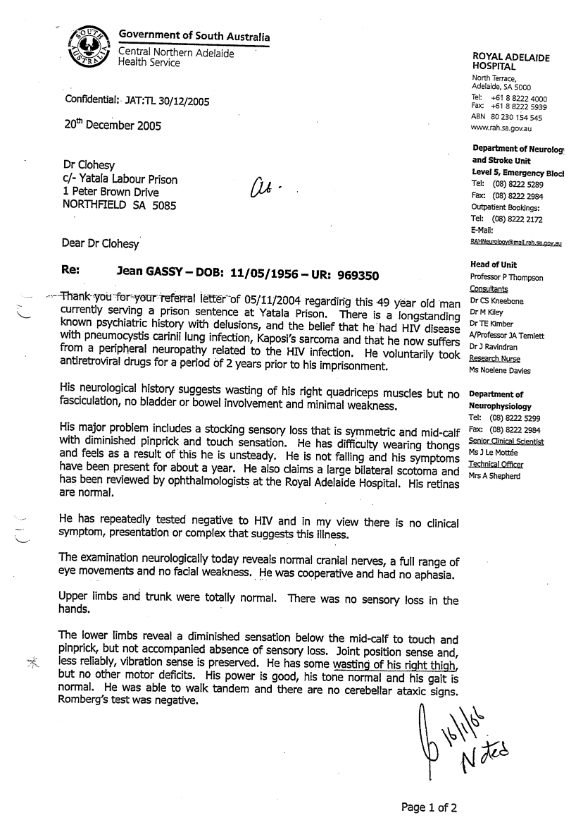 SOUTH
AUSTRALIA
Government of South Australia
Central Northern Adelaide
Health Service
Confidential: JAT:TL 30/12/2005
20th December 2005
Dr Clohesy
c/- Yatala Labour Prison
1 Peter Brown Drive
NORTHFIELD SA 5085
Dear Dr Clohesy
Re: Jean GASSY – DOB: 11/05/1956 – UR: 969350
Thank you for your referral letter of 05/11/2004 regarding this 49 year old man
currently serving a prison sentence at Yatala Prison. There is a longstanding
known psychiatric history with delusions, and the belief that he had HIV disease
with pneumocystis carinii lung infection, Kaposi's sarcoma and that he now suffers
from a peripheral neuropathy related to the HIV infection. He voluntarily took
antiretroviral drugs for a period of 2 years prior to his imprisonment.
His neurological history suggests wasting of his right quadriceps muscles but no
fasciculation, no bladder or bowel involvement and minimal weakness.
His major problem includes a stocking sensory loss that is symmetric and mid-calf
with diminished pinprick and touch sensation. He has difficulty wearing thongs
and feels as a result of this he is unsteady. He is not falling and his symptoms
have been present for about a year. He also claims a large bilateral scotoma and
has been reviewed by ophthalmologists at the Royal Adelaide Hospital. His retinas
are normal.
He has repeatedly tested negative to HIV and in my view there is no clinical
symptom, presentation or complex that suggests this illness.
The examination neurologically today reveals normal cranial nerves, a full range of
eye movements and no facial weakness. He was cooperative and had no aphasia.
Upper limbs and trunk were totally normal. There was no sensory loss in the
hands.
The lower limbs reveal a diminished sensation below the mid-calf to touch and
pinprick, but not accompanied absence of sensory loss. Joint position sense and,
less reliably, vibration sense is preserved. He has some wasting of his right thigh,
but no other motor deficits. His power is good, his tone normal and his gait is
normal. He was able to walk tandem and there are no cerebellar ataxic signs.
Romberg's test was negative.
16/1/06
Noted
Page 1 of 2
ROYAL ADELAIDE
HOSPITAL
North Terrace,
Adelaide, SA 5000
Tel: +61 8 8222 4000
Fax: +61 8 8222 5939
ABN 80 230 154 545
www.rah.sa.gov.au
Department of Neurology
and Stroke Unit
Level 5, Emergency Bloc
Tel: (08) 8222 5289
Fax: (08) 8222 2984
Outpatient Bookings:
Tel: (08) 8222 2172
E-Mail:
RAHNeurology@mail.rah.sa.gov.au
Head of Unit
Professor P Thompson
Consultants
Dr CS Kneebone
Dr M Kiley
Dr TE Kimber
A/Professor JA Temlett
Dr J Ravindran
Research Nurse
Ms Noelene Davies
Department of
Neurophysiology
Tel: (08) 8222 5299
Fax: (08) 8222 2984
Senior Clinical Scientist
Ms J Le Mottée
Technical Officer
Mrs A Shepherd